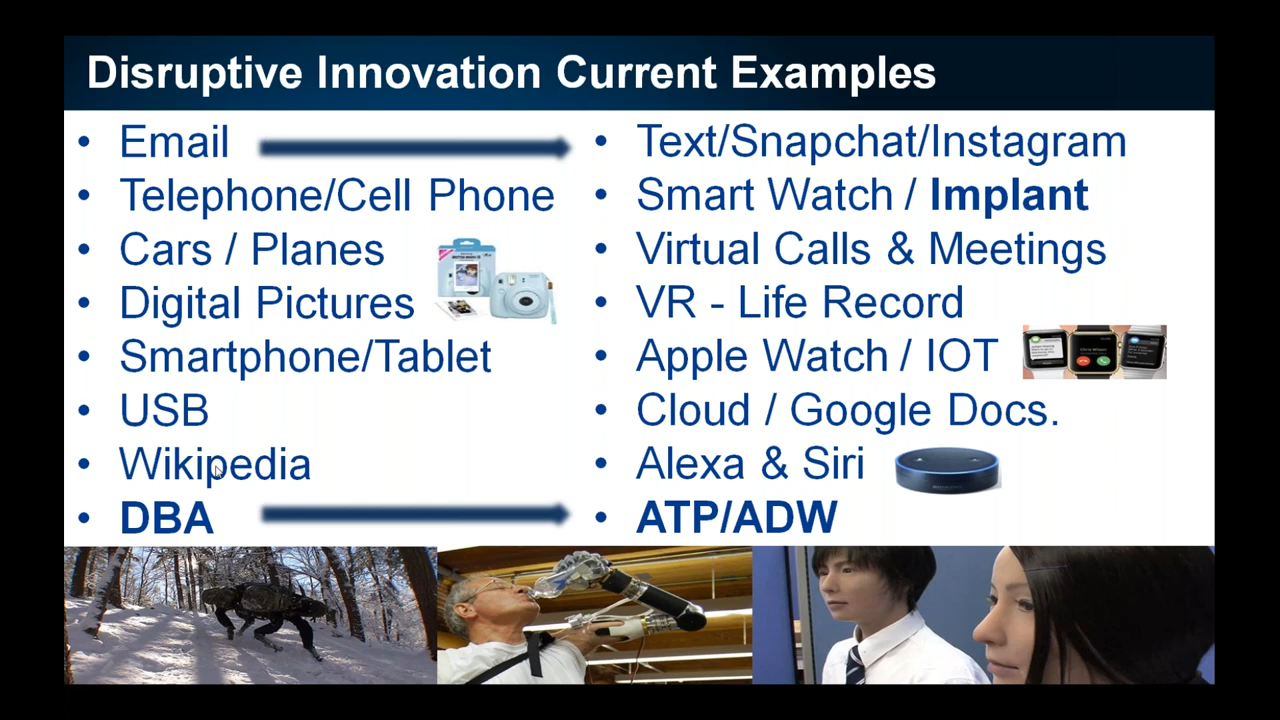 Disruptive Innovation Current Examples
• Email
• Telephone/Cell Phone
• Cars / Planes
• Digital Pictures
• Smartphone/Tablet
• USB
• Wikipedia
• DBA
• Text/Snapchat/Instagram
• Smart Watch / Implant
• Virtual Calls & Meetings
• VR - Life Record
• Apple Watch / IOT
• Cloud / Google Docs.
• Alexa & Siri
• ATP/ADW